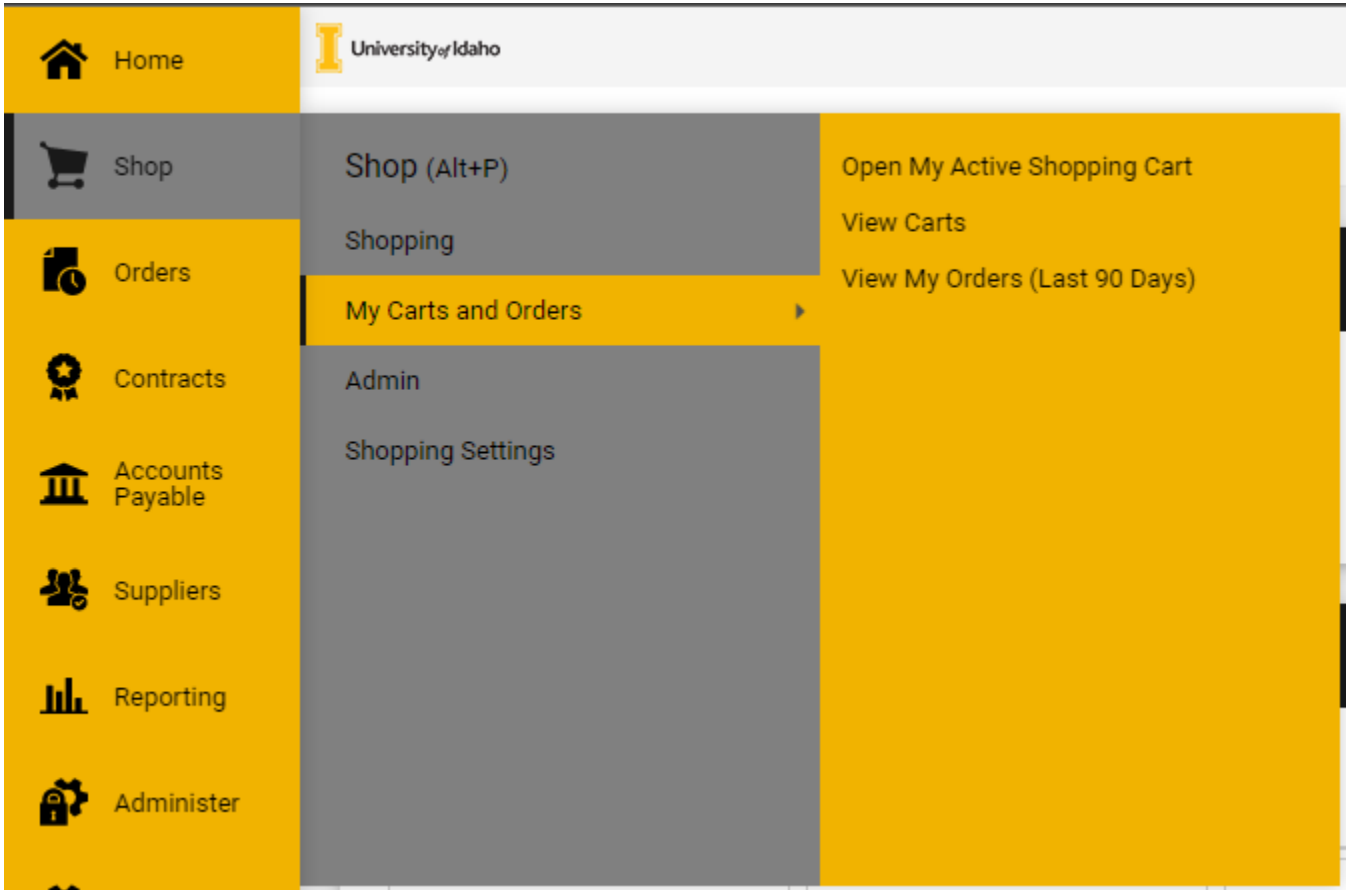 Home
University of Idaho
Shop
Shop (Alt+P)
Open My Active Shopping Cart
View Carts
Shopping
Orders
View My Orders (Last 90 Days)
My Carts and Orders
Contracts
Admin
Shopping Settings
Accounts
Payable
Suppliers
Reporting
Administer